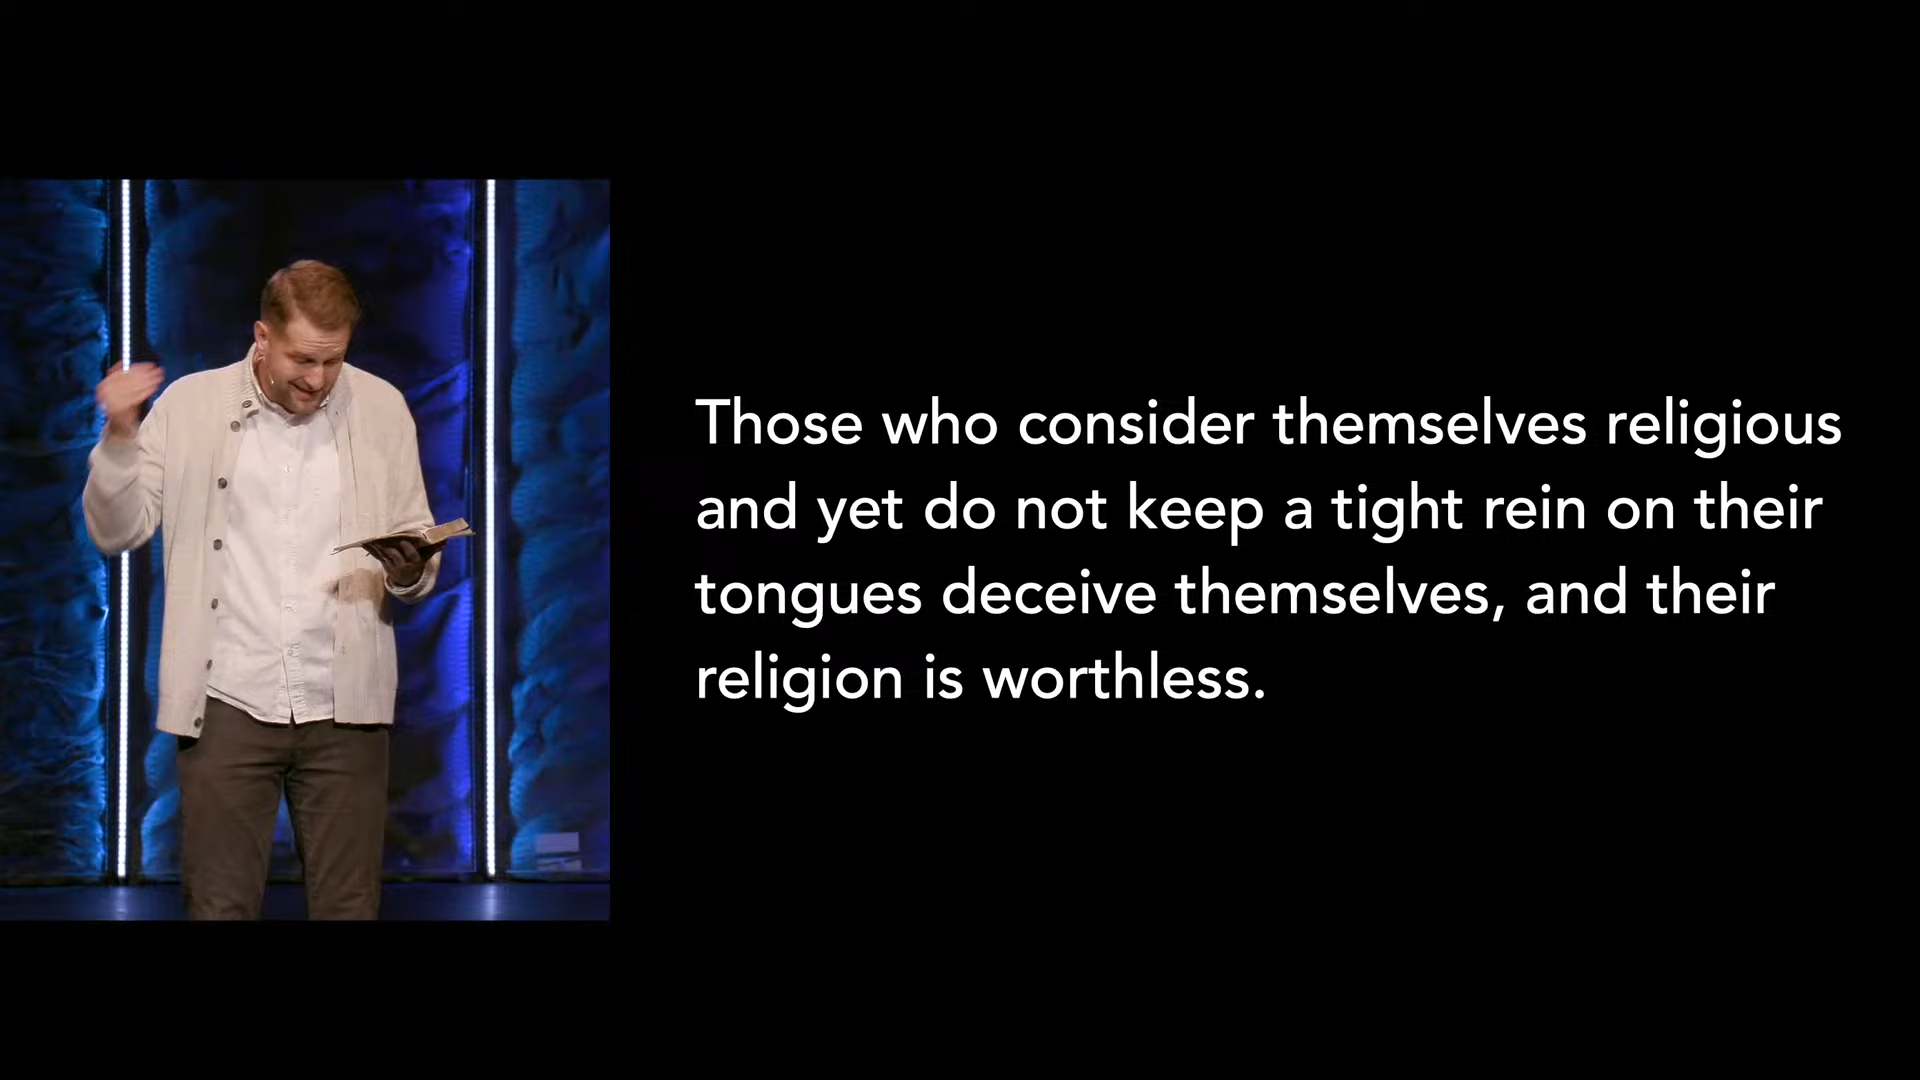 Those who consider themselves religious
and yet do not keep a tight rein on their
tongues deceive themselves, and their
religion is worthless.